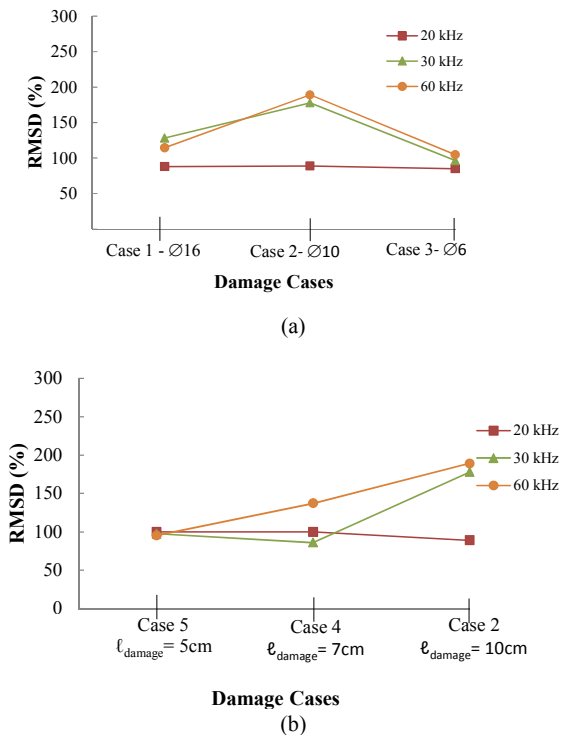 300
250
200
150
100
50
RMSD (%)
20 kHz
30 kHz
60 kHz
Case 1 - ∅16
Case 2- ∅10
Case 3- ∅6
Damage Cases
(a)
300
250
200
150
100
50
0
RMSD (%)
20 kHz
30 kHz
60 kHz
Case 5
ℓdamage= 5cm
Case 4
ℓdamage= 7cm
Case 2
ℓdamage= 10cm
Damage Cases
(b)